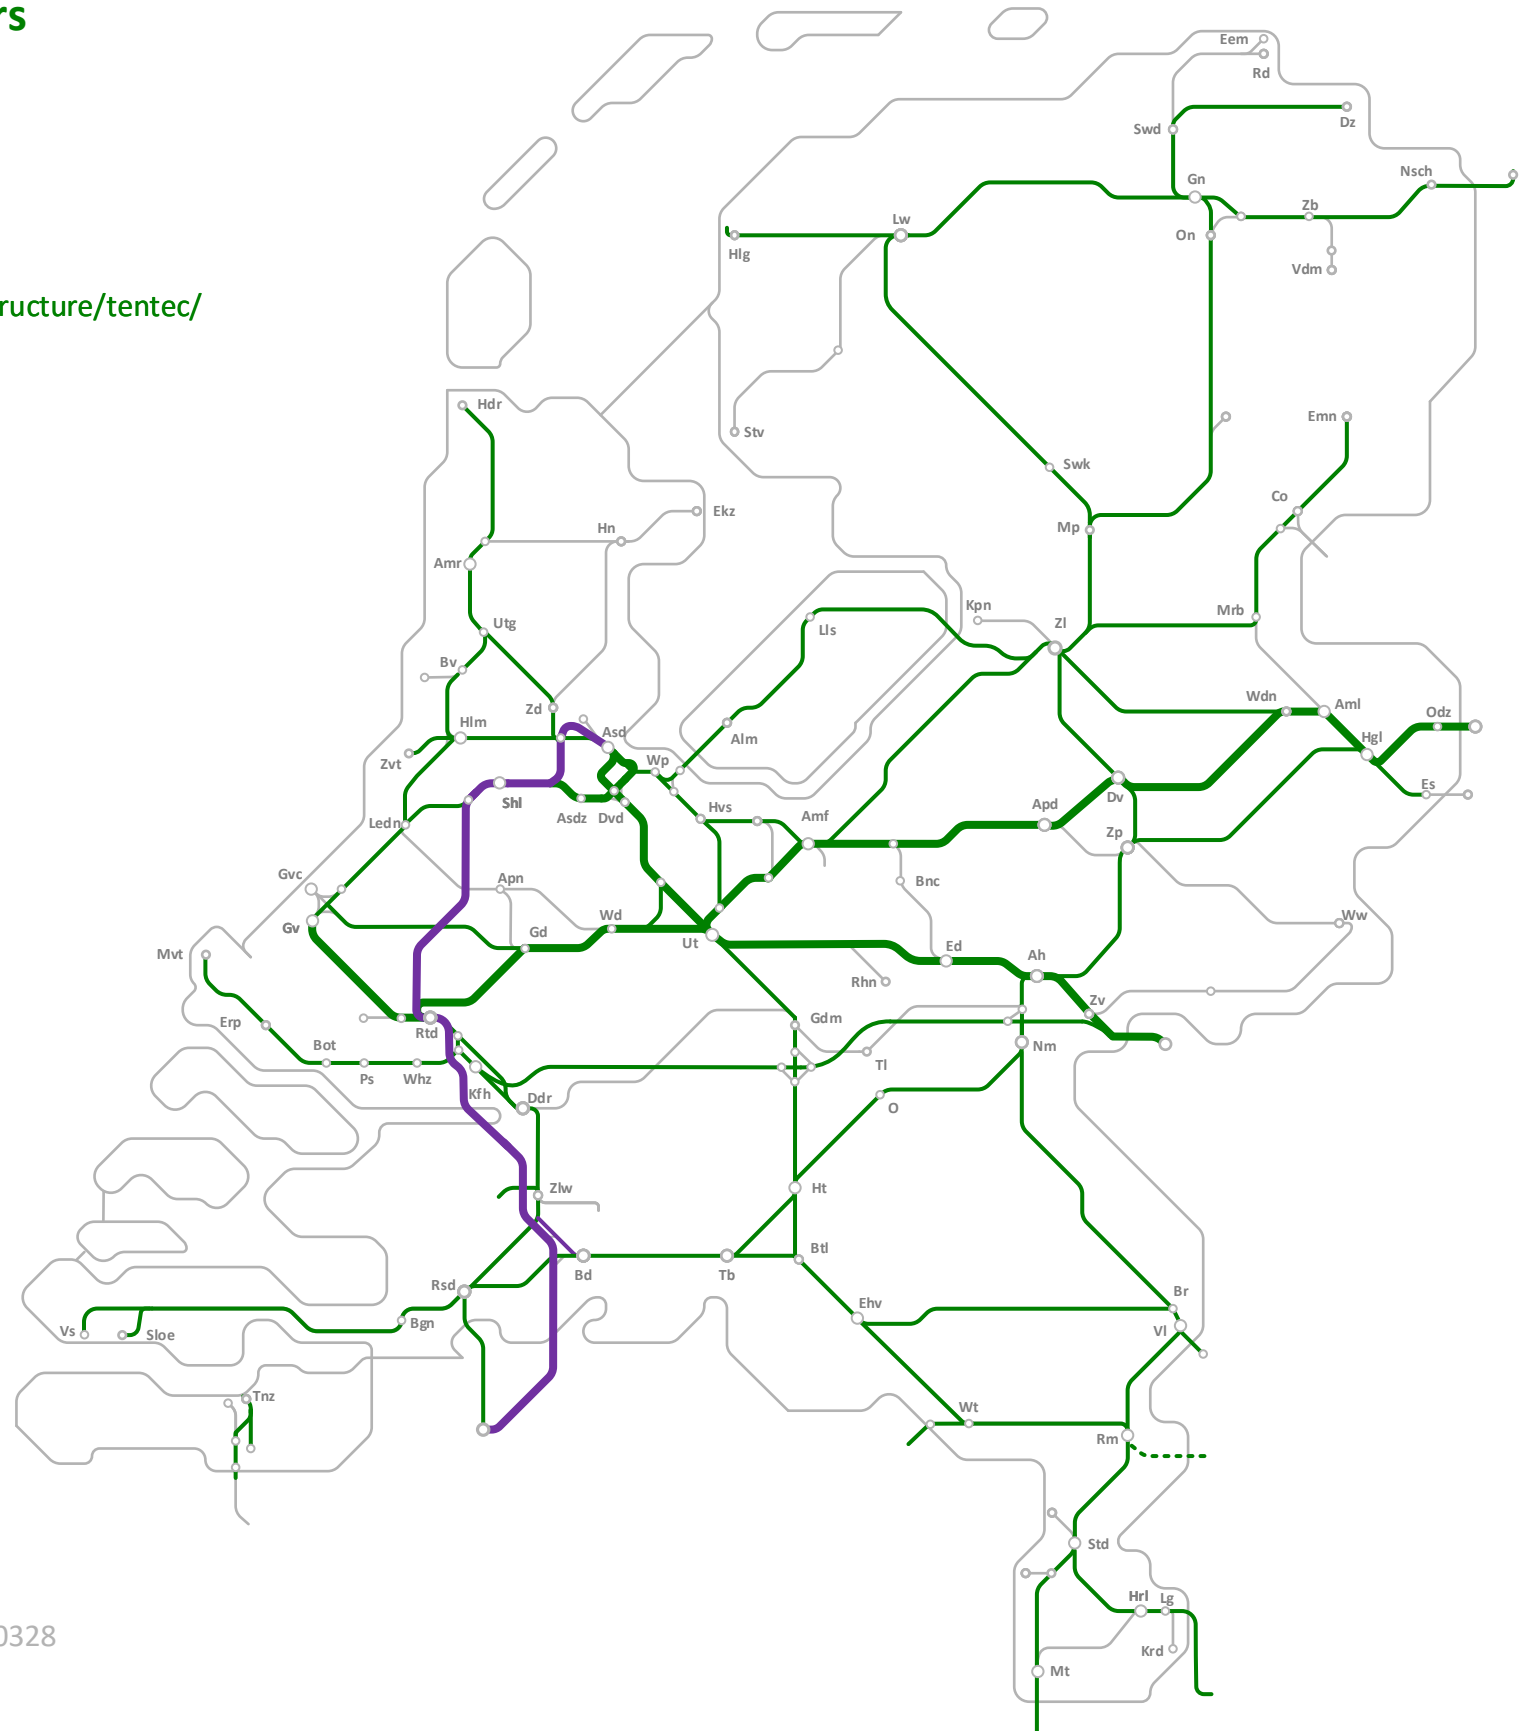 rs
Eem
Rd
Dz
Swd
Nsch
Gn
Zb
Lw
On
Hlg
Vdm
ructure/tentec/
Hdr
Emn
Stv
Swk
Co
Ekz
Hn
Mp
Amr
Kpn
Mrb
Utg
Lls
Zl
Bv
Wdn
Aml
Zd
Odz
Hlm
Asd
Alm
Hgl
Zvt
Wp
Es
Shl
Hvs
Dv
Asdz
Dvd
Amf
Apd
Ledn
Zp
Gvc
Apn
Bnc
Wd
Ww
Gv
Gd
Ut
Ed
Ah
Mvt
Rhn
Zv
Erp
Rtd
Gdm
Bot
Nm
Ps
Whz
Tl
Kfh
Ddr
O
Zlw
Ht
Btl
Bd
Tb
Rsd
Br
Ehv
Vs
Sloe
Bgn
Vl
Tnz
Wt
Rm
Std
Hrl
Lg
0328
Krd
Mt